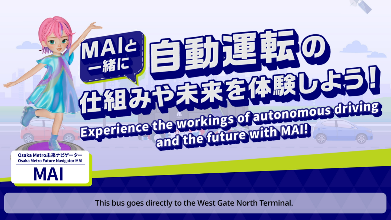 MAIと
一緒に
自動運転の
仕組みや未来を体験しよう!
Experience the workings of autonomous driving
and the future with MAI!
Osaka Metro未来ナビゲーター
Osaka Metro Future Navigator MAI
MAI
This bus goes directly to the West Gate North Terminal.